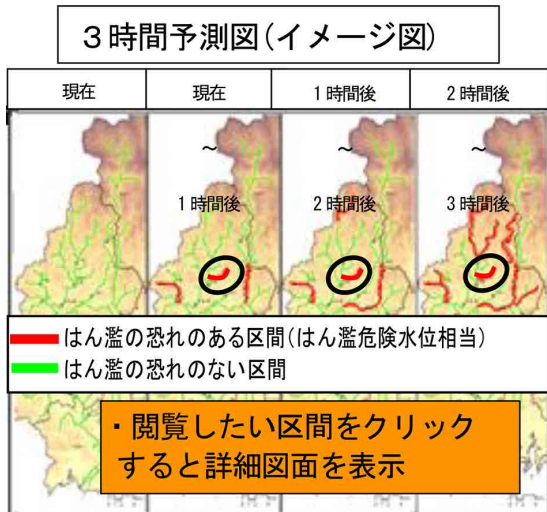 ３時間予測図(イメージ図)
現在 現在 １時間後 ２時間後
～ ～ ～
１時間後 ２時間後 ３時間後
はん濫の恐れのある区間(はん濫危険水位相当)
はん濫の恐れのない区間
・閲覧したい区間をクリック
すると詳細図面を表示